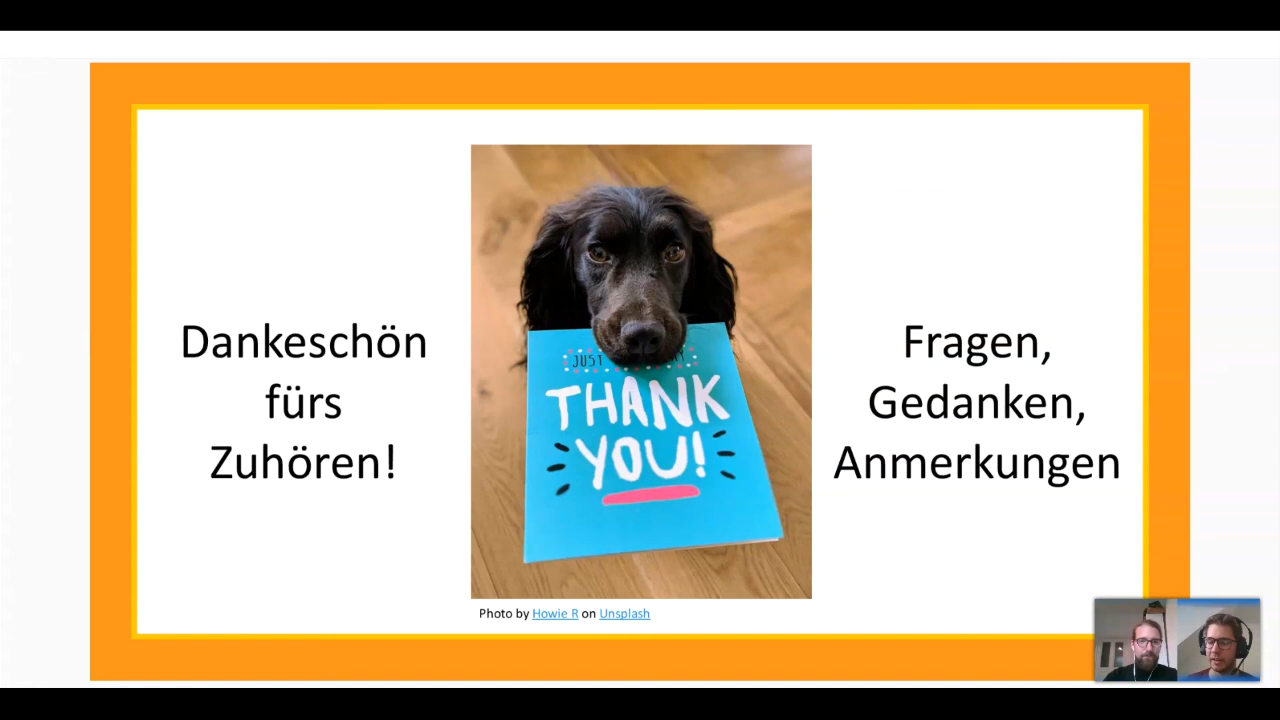 Dankeschön
fürs
Zuhören!
JUST
THANK
YOU!
Fragen,
Gedanken,
Anmerkungen
Photo by Howie R on Unsplash